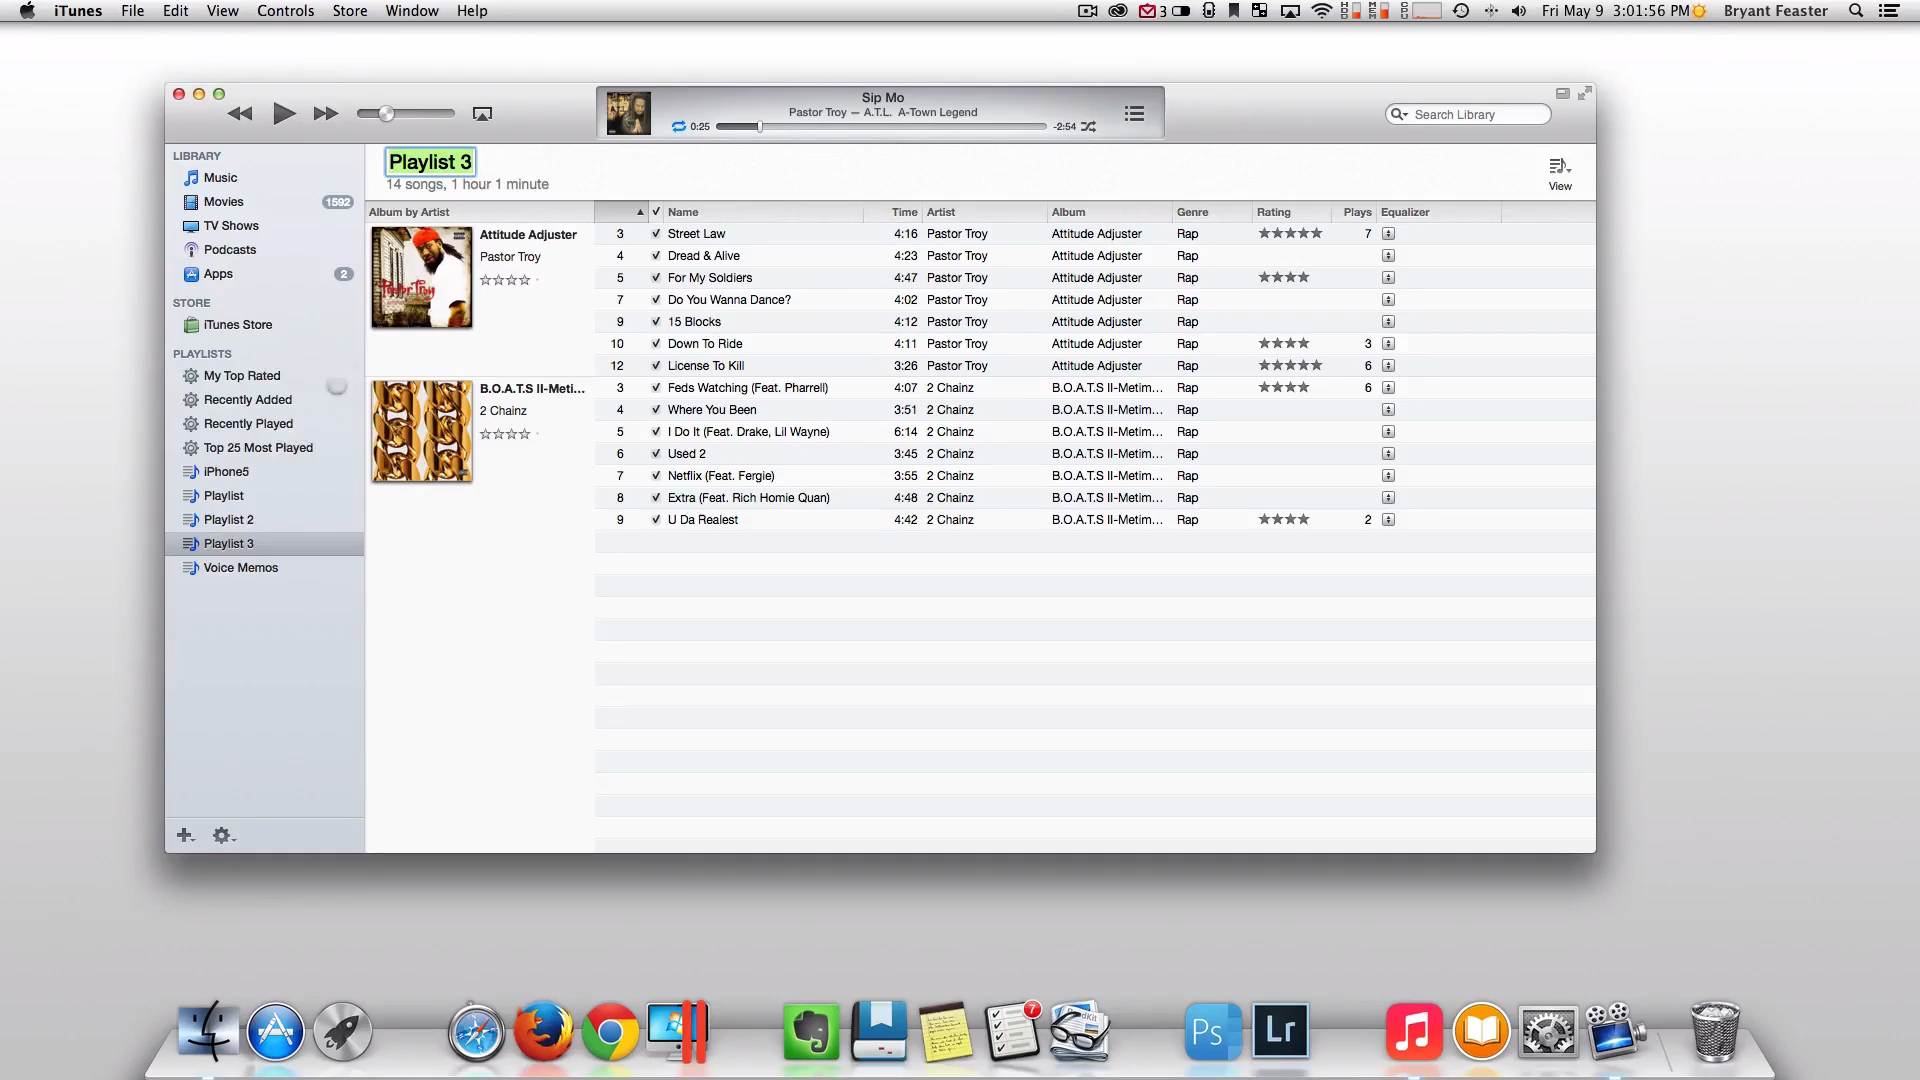 iTunes File Edit View Controls Store Window Help 3 Fri May 9 3:01:56 PM Bryant Feaster
Sip Mo
Pastor Troy — A.T.L. A-Town Legend
0:25 -2:54
Search Library
LIBRARY
Music
Movies 1592
TV Shows
Podcasts
Apps 2
STORE
iTunes Store
PLAYLISTS
My Top Rated
Recently Added
Recently Played
Top 25 Most Played
iPhone5
Playlist
Playlist 2
Playlist 3
Voice Memos
Playlist 3
14 songs, 1 hour 1 minute
View
Album by Artist Name Time Artist Album Genre Rating Plays Equalizer
Attitude Adjuster
Pastor Troy
B.O.A.T.S II-Metim...
2 Chainz
3 Street Law 4:16 Pastor Troy Attitude Adjuster Rap 7
4 Dread & Alive 4:23 Pastor Troy Attitude Adjuster Rap
5 For My Soldiers 4:47 Pastor Troy Attitude Adjuster Rap
7 Do You Wanna Dance? 4:02 Pastor Troy Attitude Adjuster Rap
9 15 Blocks 4:12 Pastor Troy Attitude Adjuster Rap
10 Down To Ride 4:11 Pastor Troy Attitude Adjuster Rap 3
12 License To Kill 3:26 Pastor Troy Attitude Adjuster Rap 6
3 Feds Watching (Feat. Pharrell) 4:07 2 Chainz B.O.A.T.S II-Metim... Rap 6
4 Where You Been 3:51 2 Chainz B.O.A.T.S II-Metim... Rap
5 I Do It (Feat. Drake, Lil Wayne) 6:14 2 Chainz B.O.A.T.S II-Metim... Rap
6 Used 2 3:45 2 Chainz B.O.A.T.S II-Metim... Rap
7 Netflix (Feat. Fergie) 3:55 2 Chainz B.O.A.T.S II-Metim... Rap
8 Extra (Feat. Rich Homie Quan) 4:48 2 Chainz B.O.A.T.S II-Metim... Rap
9 U Da Realest 4:42 2 Chainz B.O.A.T.S II-Metim... Rap 2
7
Ps
Lr